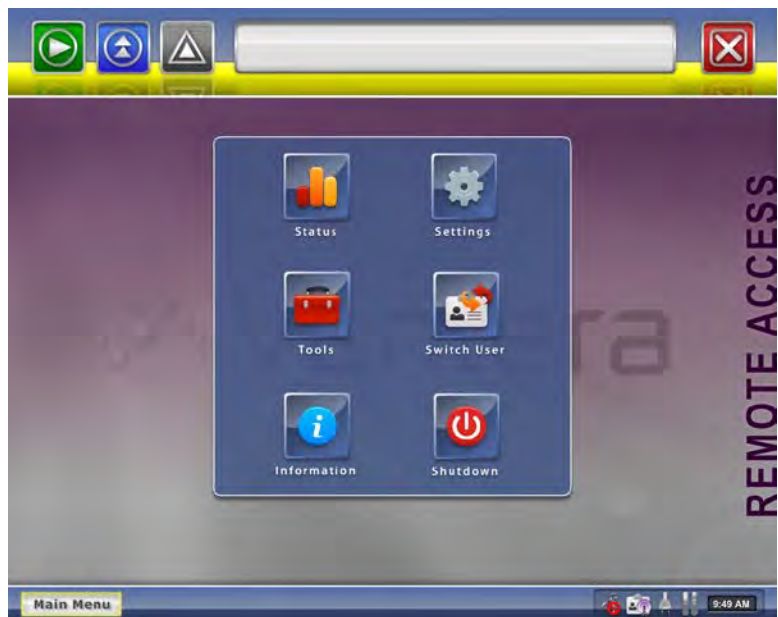 Status
Settings
Tools
Switch User
Information
Shutdown
REMOTE ACCESS
Main Menu
9:49 AM